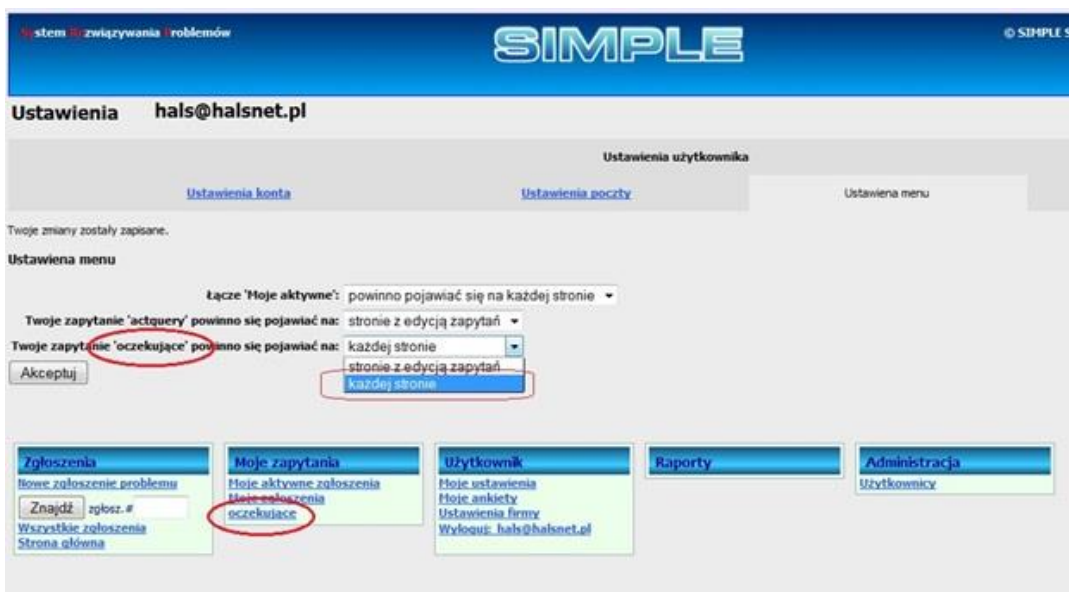 System Rozwiązywania Problemów
SIMPLE
© SIMPLE S
Ustawienia hals@halsnet.pl
Ustawienia użytkownika
Ustawienia konta Ustawienia poczty Ustawiena menu
Twoje zmiany zostały zapisane.
Ustawiena menu
Łącze 'Moje aktywne': powinno pojawiać się na każdej stronie
Twoje zapytanie 'actquery' powinno się pojawiać na: stronie z edycją zapytań
Twoje zapytanie 'oczekujące' powinno się pojawiać na: każdej stronie
Akceptuj
stronie z edycją zapytań
każdej stronie
Zgłoszenia
Nowe zgłoszenie problemu
Znajdź zgłosz. #
Wszystkie zgłoszenia
Strona główna
Moje zapytania
Moje aktywne zgłoszenia
Moje zgłoszenia
oczekujące
Użytkownik
Moje ustawienia
Moje ankiety
Ustawienia firmy
Wyloguj: hals@halsnet.pl
Raporty
Administracja
Użytkownicy